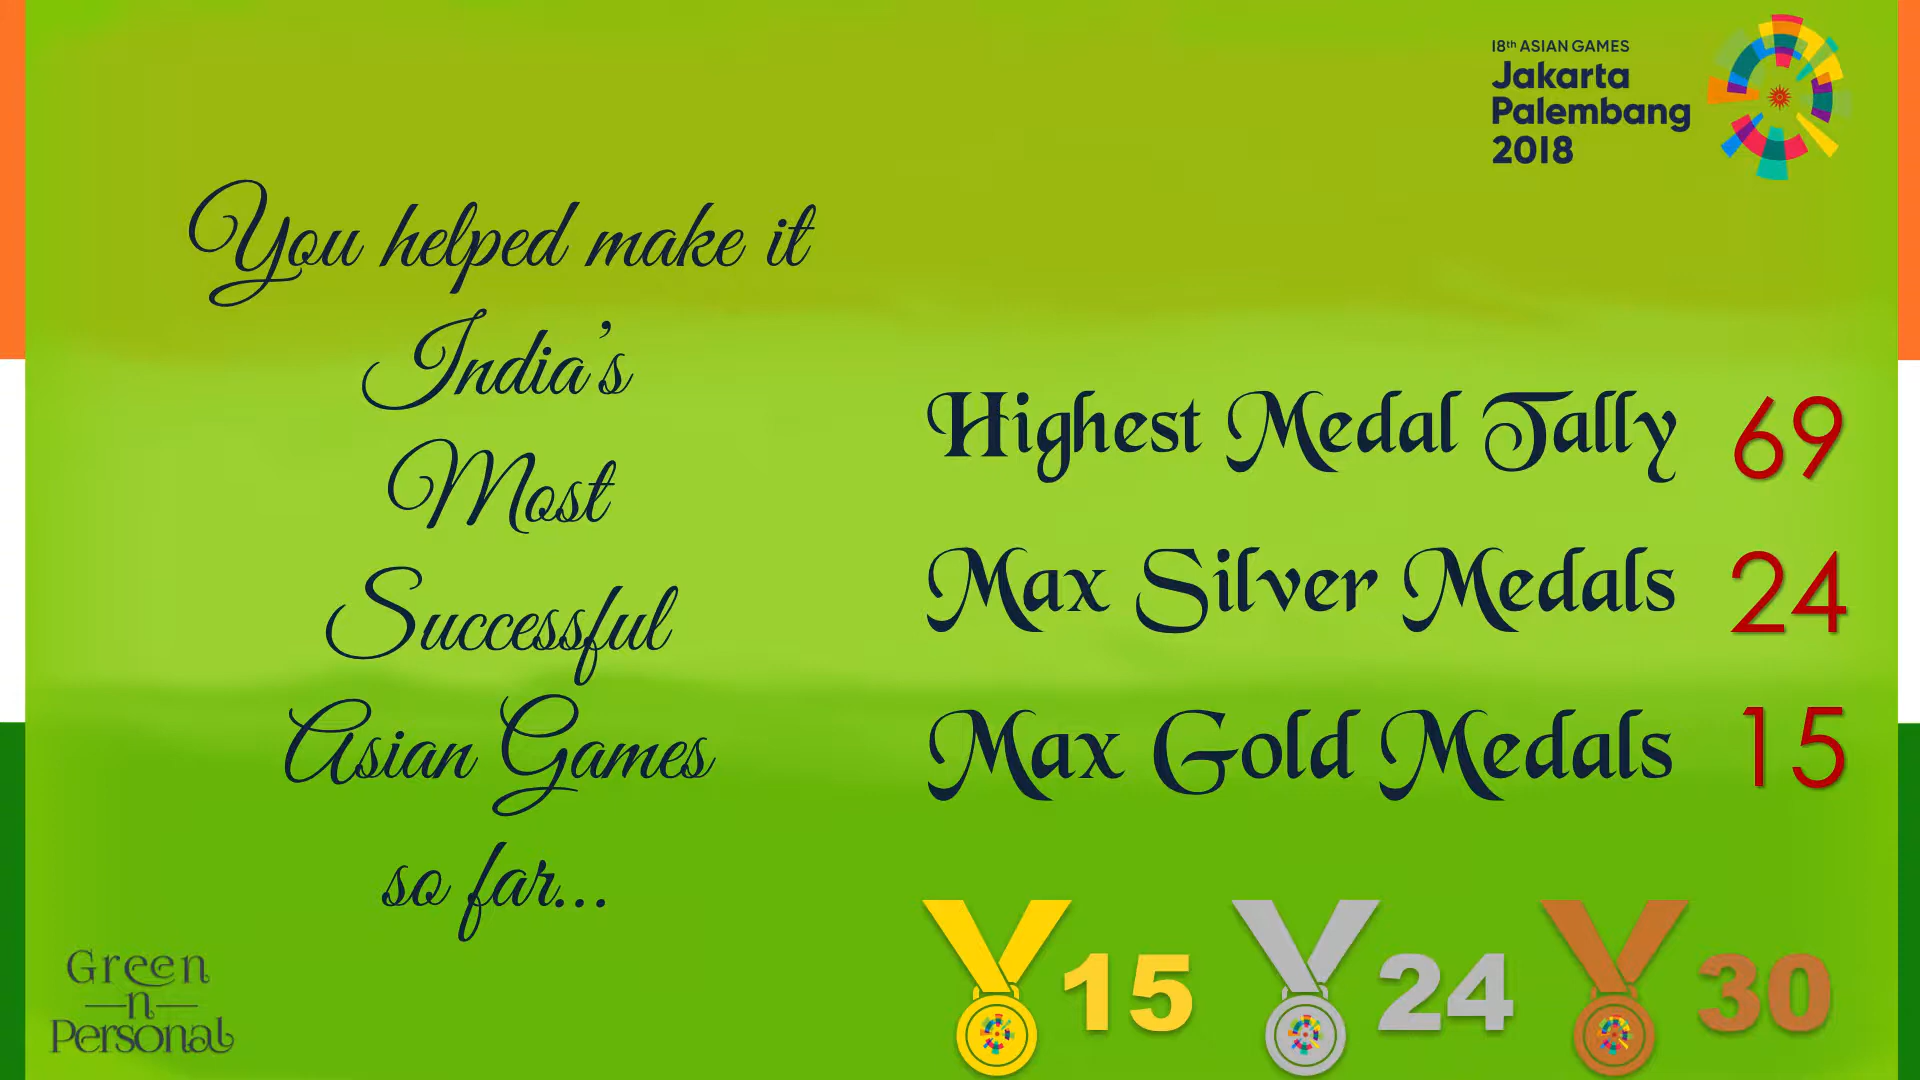 18th ASIAN GAMES
Jakarta
Palembang
2018
You helped make it
India's
Most
Successful
Asian Games
so far...
Highest Medal Tally 69
Max Silver Medals 24
Max Gold Medals 15
15 24 30
Green
n
Personal